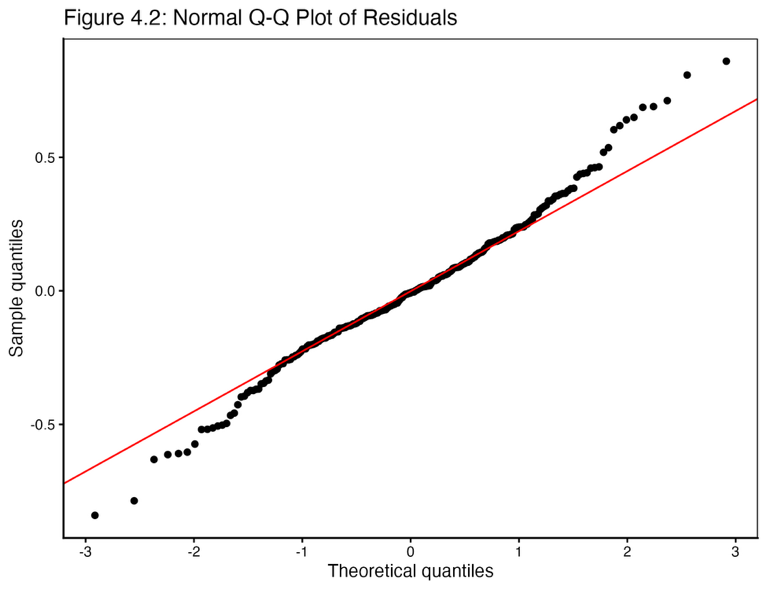 Figure 4.2: Normal Q-Q Plot of Residuals
0.5
0.0
-0.5
Sample quantiles
-3 -2 -1 0 1 2 3
Theoretical quantiles